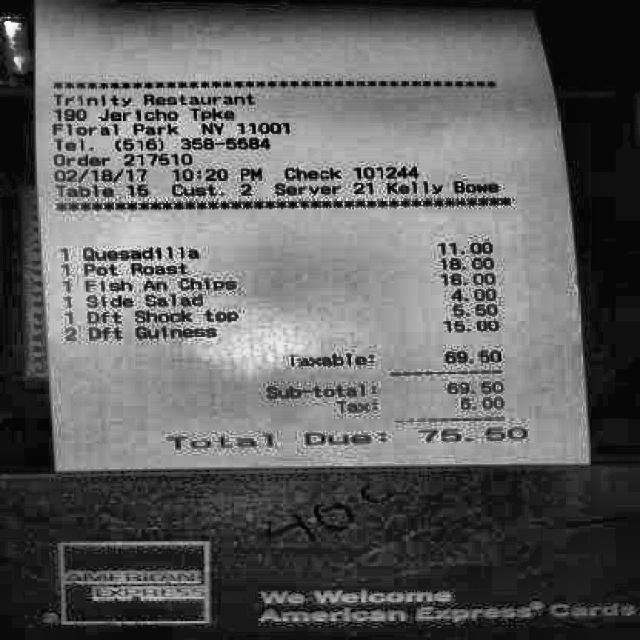 ****************************************
Trinity Restaurant
190 Jericho Tpke
Floral Park NY 11001
Tel. (516) 358-5584
Order 217510
02/18/17 10:20 PM Check 101244
Table 15 Cust. 2 Server 21 Kelly Bowe
****************************************
1 Quesadilla 11.00
1 Pot Roast 18.00
1 Fish An Chips 16.00
1 Side Salad 4.00
1 Dft Shock top 5.50
2 Dft Guiness 15.00
Taxable: 69.50
Sub-total: 69.50
Tax: 6.00
Total Due: 75.50
AMERICAN
EXPRESS
We Welcome
American Express® Cards